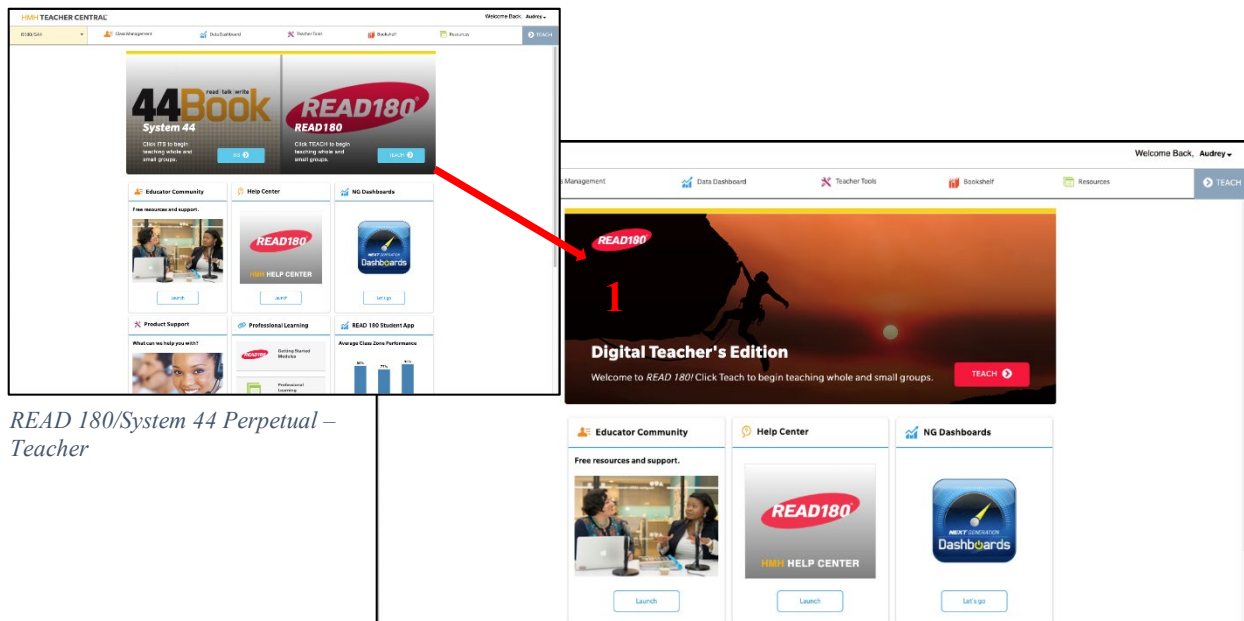 HMH TEACHER CENTRAL
Welcome Back, Audrey
Class Management
Data Dashboard
Teacher Tools
Bookshelf
Resources
TEACH
read | talk | write
44Book
System 44
Click ITS to begin
teaching whole and
small groups.
READ180
READ180
Click TEACH to begin
teaching whole and
small groups.
TEACH
Educator Community
Free resources and support.
Launch
Help Center
READ180
HMH HELP CENTER
Launch
NG Dashboards
NEXT GENERATION
Dashboards
Let's go
Product Support
What can we help you with?
Professional Learning
READ180
Getting Started
Modules
Professional
Learning
READ 180 Student App
Average Class Zone Performance
77%
READ 180/System 44 Perpetual –
Teacher
Welcome Back, Audrey
Management
Data Dashboard
Teacher Tools
Bookshelf
Resources
TEACH
READ180
1
Digital Teacher's Edition
Welcome to READ 180! Click Teach to begin teaching whole and small groups.
TEACH
Educator Community
Free resources and support.
Launch
Help Center
READ180
HMH HELP CENTER
Launch
NG Dashboards
NEXT GENERATION
Dashboards
Let's go